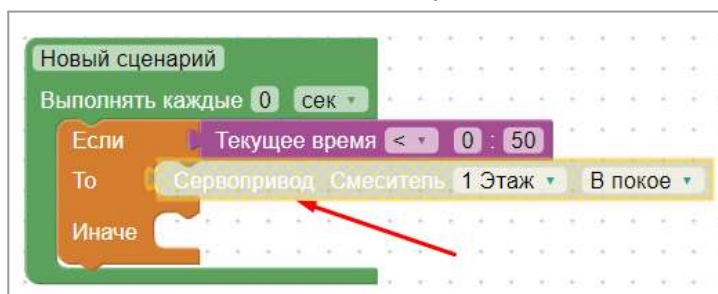 Новый сценарий
Выполнять каждые 0 сек
Если Текущее время < 0 : 50
То Сервопривод Смеситель 1 Этаж В покое
Иначе